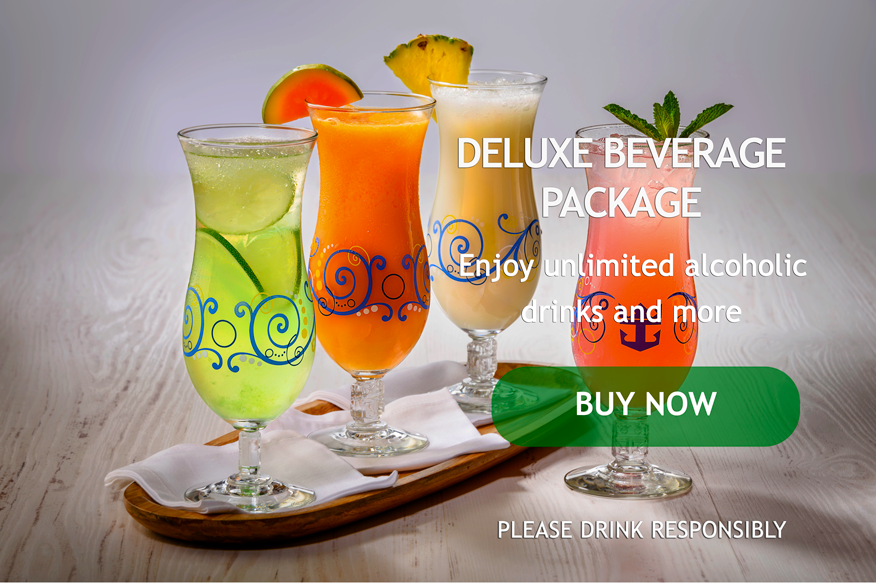 DELUXE BEVERAGE
PACKAGE
Enjoy unlimited alcoholic
drinks and more
BUY NOW
PLEASE DRINK RESPONSIBLY